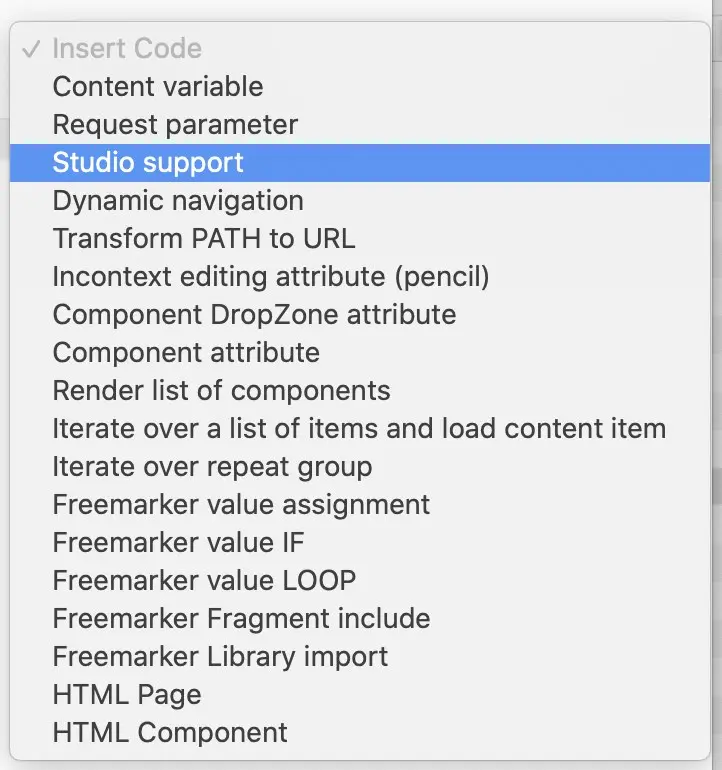 ✓ Insert Code
Content variable
Request parameter
Studio support
Dynamic navigation
Transform PATH to URL
Incontext editing attribute (pencil)
Component DropZone attribute
Component attribute
Render list of components
Iterate over a list of items and load content item
Iterate over repeat group
Freemarker value assignment
Freemarker value IF
Freemarker value LOOP
Freemarker Fragment include
Freemarker Library import
HTML Page
HTML Component